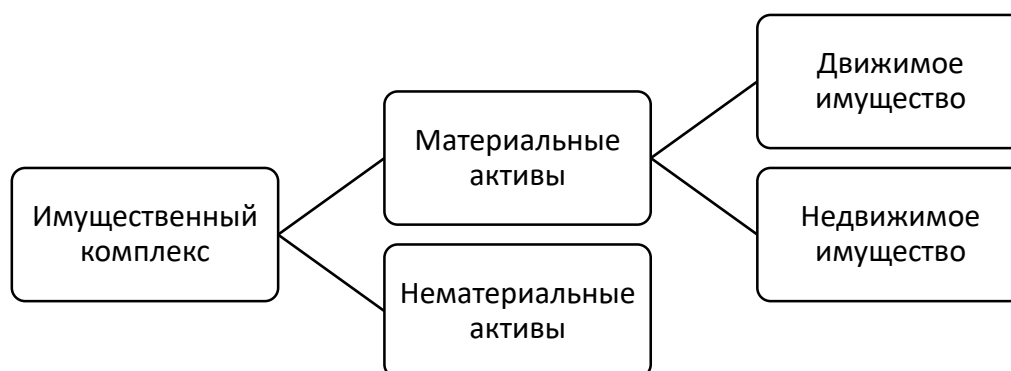 Имущественный
комплекс
Материальные
активы
Нематериальные
активы
Движимое
имущество
Недвижимое
имущество